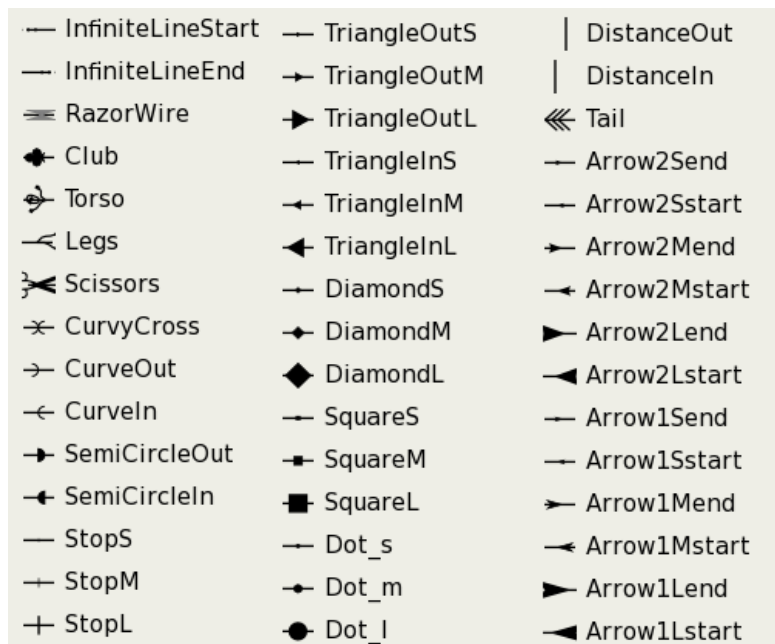 InfiniteLineStart
InfiniteLineEnd
RazorWire
Club
Torso
Legs
Scissors
CurvyCross
CurveOut
CurveIn
SemiCircleOut
SemiCircleIn
StopS
StopM
StopL
TriangleOutS
TriangleOutM
TriangleOutL
TriangleInS
TriangleInM
TriangleInL
DiamondS
DiamondM
DiamondL
SquareS
SquareM
SquareL
Dot_s
Dot_m
Dot_l
DistanceOut
DistanceIn
Tail
Arrow2Send
Arrow2Sstart
Arrow2Mend
Arrow2Mstart
Arrow2Lend
Arrow2Lstart
Arrow1Send
Arrow1Sstart
Arrow1Mend
Arrow1Mstart
Arrow1Lend
Arrow1Lstart